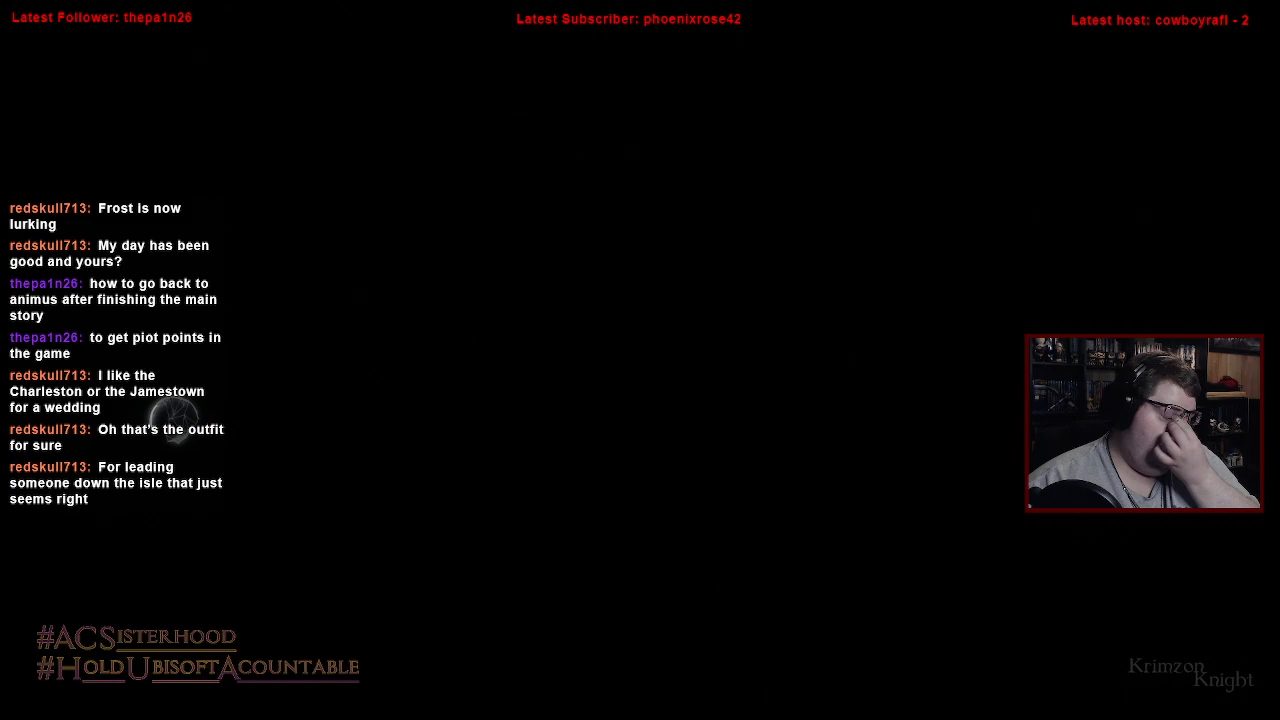 Latest Follower: thepa1n26
Latest Subscriber: phoenixrose42
Latest host: cowboyrafl - 2
redskull713: Frost is now
lurking
redskull713: My day has been
good and yours?
thepa1n26: how to go back to
animus after finishing the main
story
thepa1n26: to get piot points in
the game
redskull713: I like the
Charleston or the Jamestown
for a wedding
redskull713: Oh that's the outfit
for sure
redskull713: For leading
someone down the isle that just
seems right
#ACSisterhood
#HoldUbisoftAcountable
Krimzon
Knight